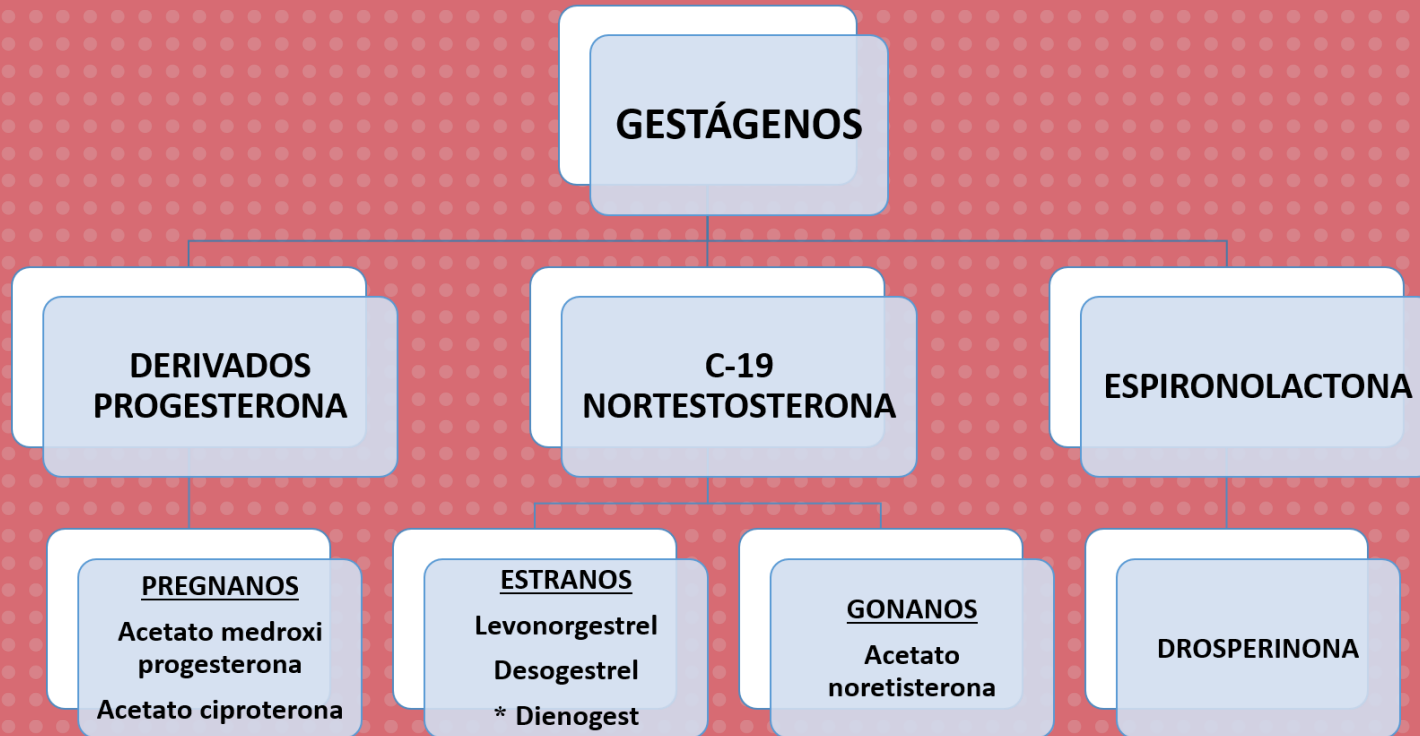 GESTÁGENOS
DERIVADOS
PROGESTERONA
C-19
NORTESTOSTERONA
ESPIRONOLACTONA
PREGNANOS
Acetato medroxi
progesterona
Acetato ciproterona
ESTRANOS
Levonorgestrel
Desogestrel
* Dienogest
GONANOS
Acetato
noretisterona
DROSPERINONA